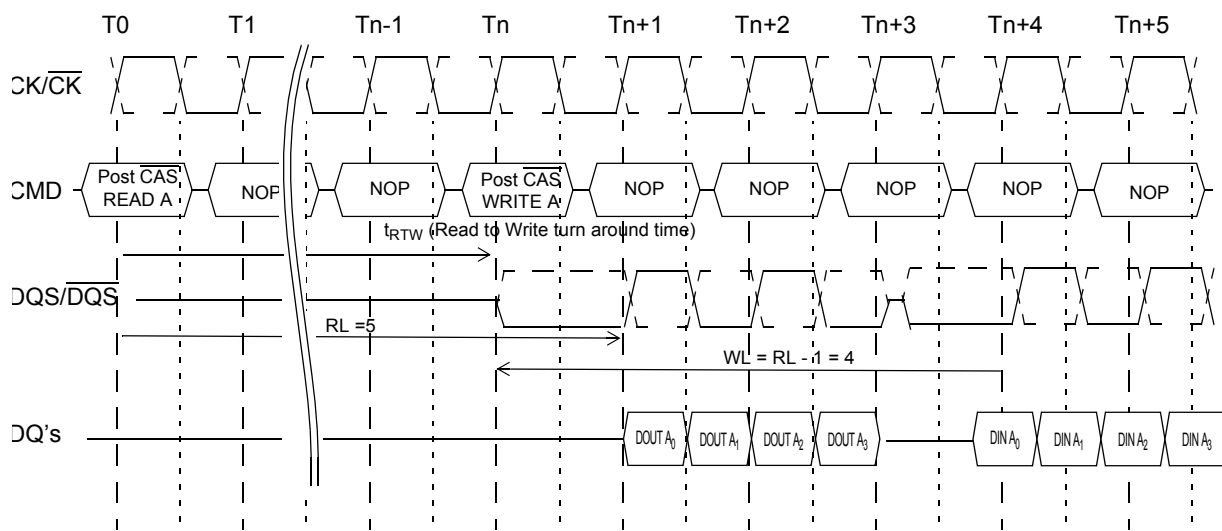 T0 T1 Tn-1 Tn Tn+1 Tn+2 Tn+3 Tn+4 Tn+5
CK/CK
CMD Post CAS READ A NOP NOP Post CAS WRITE A NOP NOP NOP NOP NOP
tRTW (Read to Write turn around time)
DQS/DQS
RL =5
WL = RL - 1 = 4
DQ's DOUT A0 DOUT A1 DOUT A2 DOUT A3 DIN A0 DIN A1 DIN A2 DIN A3